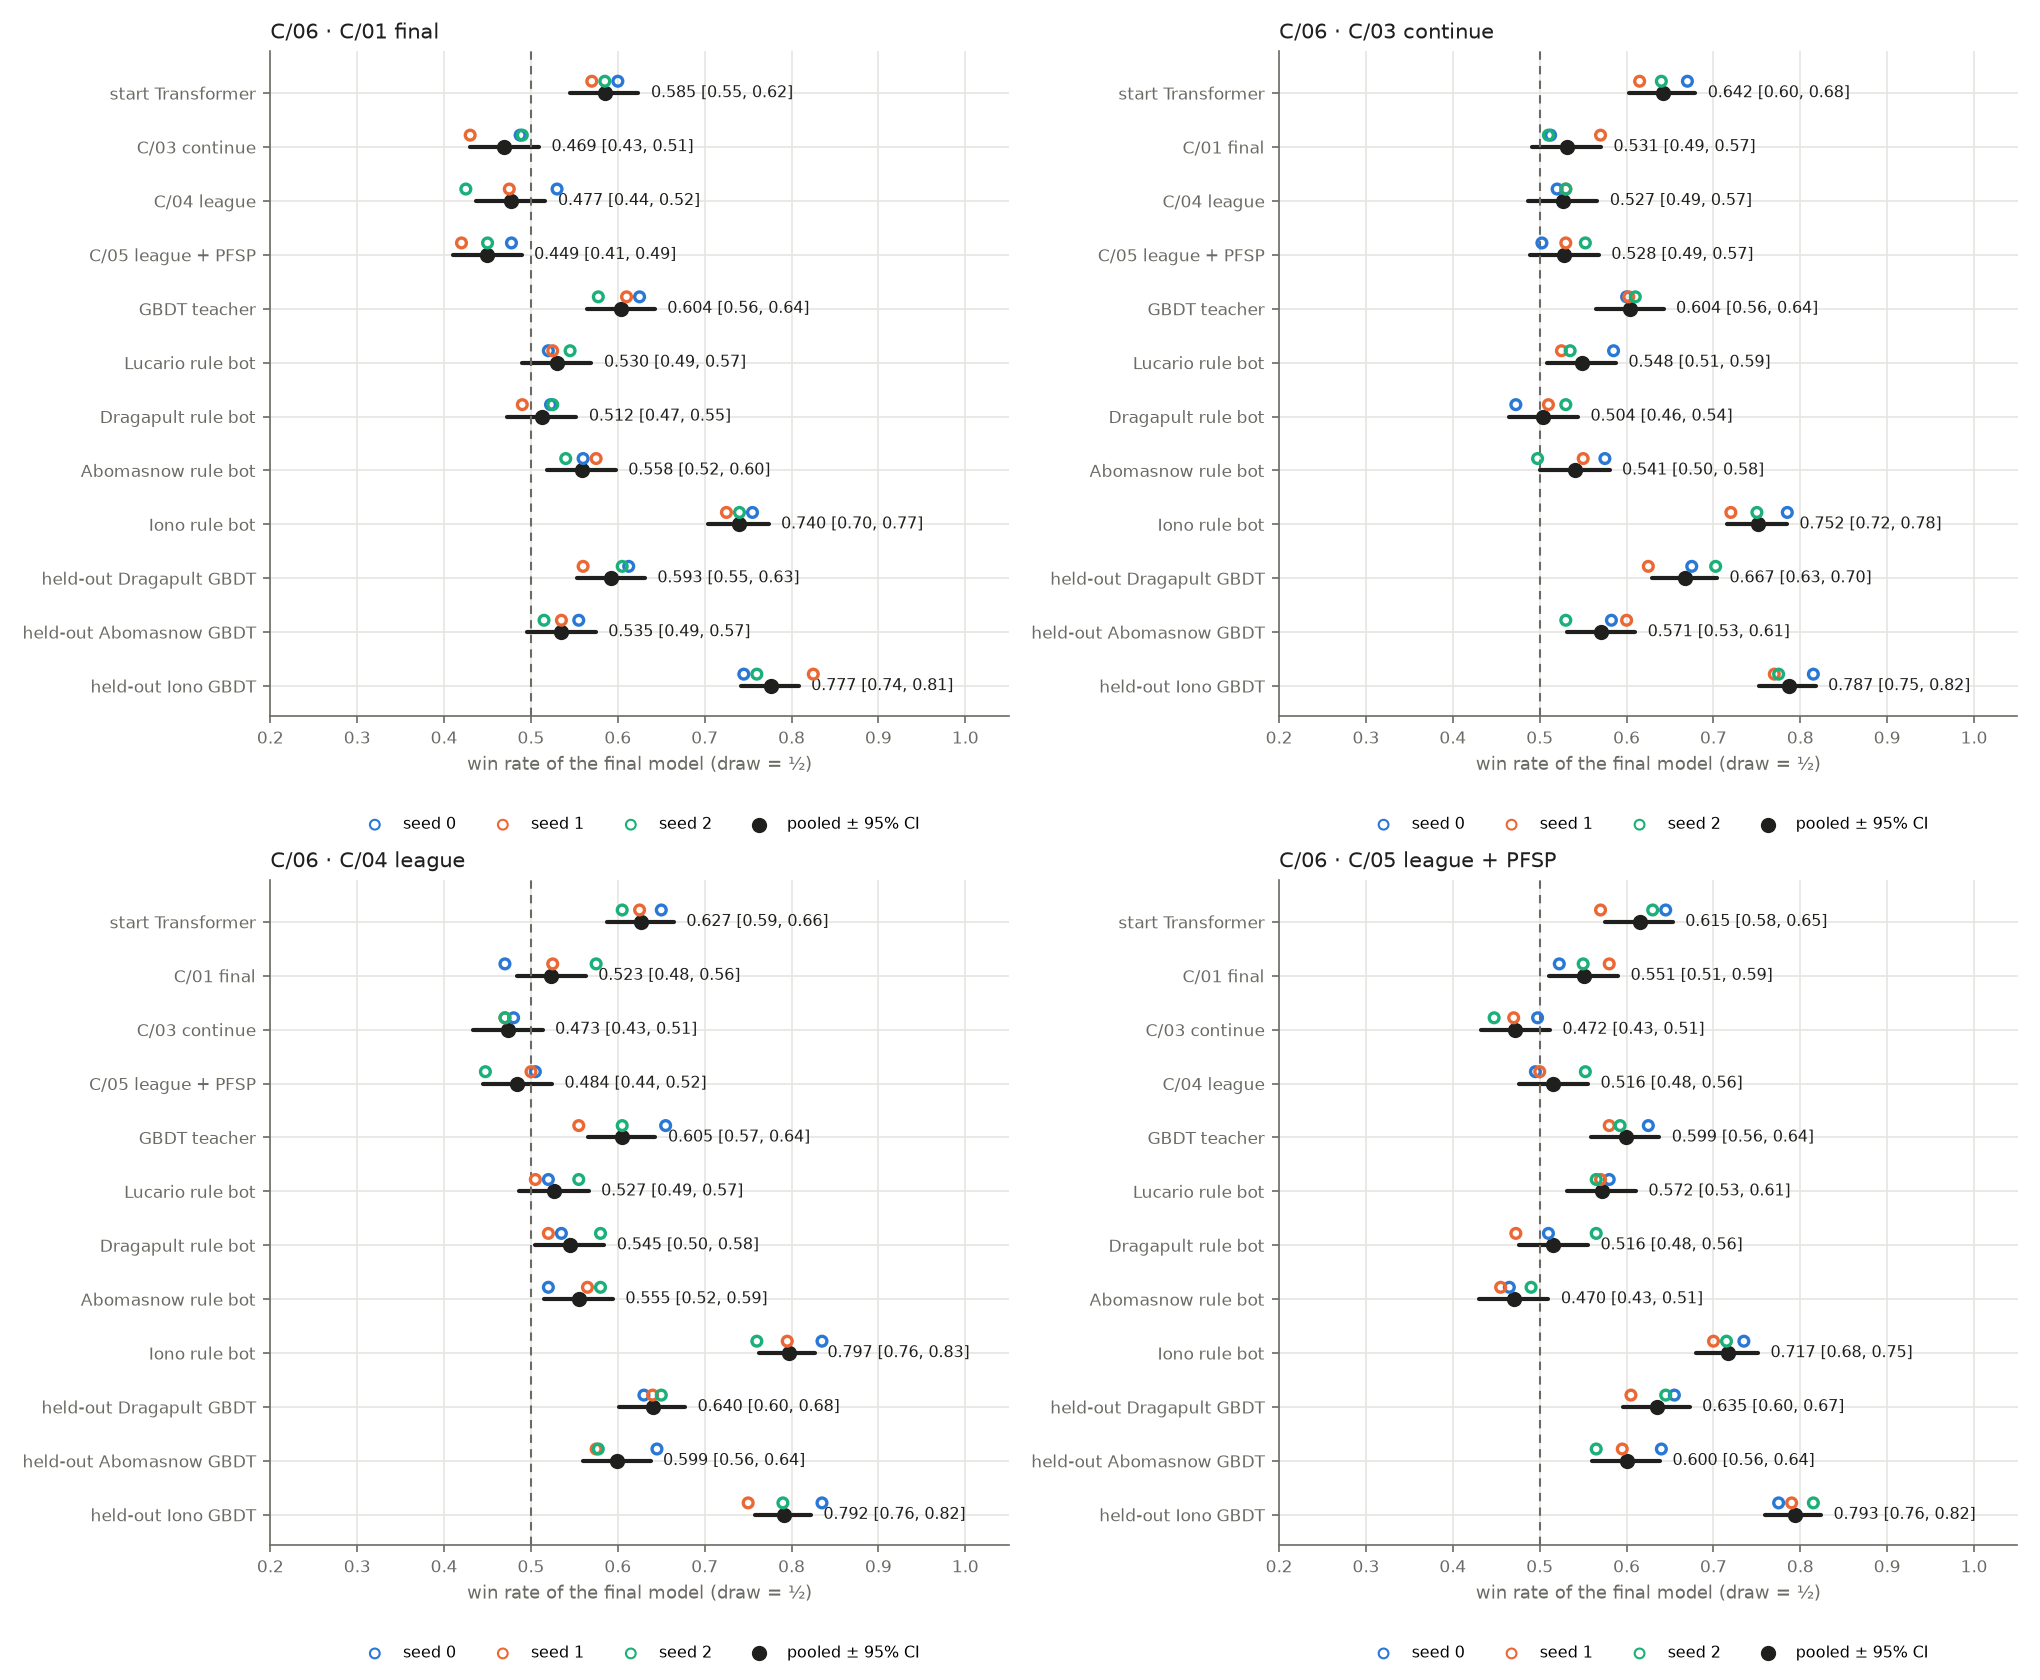 C/06 · C/01 final
start Transformer
0.585 [0.55, 0.62]
C/03 continue
0.469 [0.43, 0.51]
C/04 league
0.477 [0.44, 0.52]
C/05 league + PFSP
0.449 [0.41, 0.49]
GBDT teacher
0.604 [0.56, 0.64]
Lucario rule bot
0.530 [0.49, 0.57]
Dragapult rule bot
0.512 [0.47, 0.55]
Abomasnow rule bot
0.558 [0.52, 0.60]
Iono rule bot
0.740 [0.70, 0.77]
held-out Dragapult GBDT
0.593 [0.55, 0.63]
held-out Abomasnow GBDT
0.535 [0.49, 0.57]
held-out Iono GBDT
0.777 [0.74, 0.81]
0.2 0.3 0.4 0.5 0.6 0.7 0.8 0.9 1.0
win rate of the final model (draw = ½)
seed 0 seed 1 seed 2 pooled ± 95% CI
C/06 · C/03 continue
start Transformer
0.642 [0.60, 0.68]
C/01 final
0.531 [0.49, 0.57]
C/04 league
0.527 [0.49, 0.57]
C/05 league + PFSP
0.528 [0.49, 0.57]
GBDT teacher
0.604 [0.56, 0.64]
Lucario rule bot
0.548 [0.51, 0.59]
Dragapult rule bot
0.504 [0.46, 0.54]
Abomasnow rule bot
0.541 [0.50, 0.58]
Iono rule bot
0.752 [0.72, 0.78]
held-out Dragapult GBDT
0.667 [0.63, 0.70]
held-out Abomasnow GBDT
0.571 [0.53, 0.61]
held-out Iono GBDT
0.787 [0.75, 0.82]
0.2 0.3 0.4 0.5 0.6 0.7 0.8 0.9 1.0
win rate of the final model (draw = ½)
seed 0 seed 1 seed 2 pooled ± 95% CI
C/06 · C/04 league
start Transformer
0.627 [0.59, 0.66]
C/01 final
0.523 [0.48, 0.56]
C/03 continue
0.473 [0.43, 0.51]
C/05 league + PFSP
0.484 [0.44, 0.52]
GBDT teacher
0.605 [0.57, 0.64]
Lucario rule bot
0.527 [0.49, 0.57]
Dragapult rule bot
0.545 [0.50, 0.58]
Abomasnow rule bot
0.555 [0.52, 0.59]
Iono rule bot
0.797 [0.76, 0.83]
held-out Dragapult GBDT
0.640 [0.60, 0.68]
held-out Abomasnow GBDT
0.599 [0.56, 0.64]
held-out Iono GBDT
0.792 [0.76, 0.82]
0.2 0.3 0.4 0.5 0.6 0.7 0.8 0.9 1.0
win rate of the final model (draw = ½)
seed 0 seed 1 seed 2 pooled ± 95% CI
C/06 · C/05 league + PFSP
start Transformer
0.615 [0.58, 0.65]
C/01 final
0.551 [0.51, 0.59]
C/03 continue
0.472 [0.43, 0.51]
C/04 league
0.516 [0.48, 0.56]
GBDT teacher
0.599 [0.56, 0.64]
Lucario rule bot
0.572 [0.53, 0.61]
Dragapult rule bot
0.516 [0.48, 0.56]
Abomasnow rule bot
0.470 [0.43, 0.51]
Iono rule bot
0.717 [0.68, 0.75]
held-out Dragapult GBDT
0.635 [0.60, 0.67]
held-out Abomasnow GBDT
0.600 [0.56, 0.64]
held-out Iono GBDT
0.793 [0.76, 0.82]
0.2 0.3 0.4 0.5 0.6 0.7 0.8 0.9 1.0
win rate of the final model (draw = ½)
seed 0 seed 1 seed 2 pooled ± 95% CI